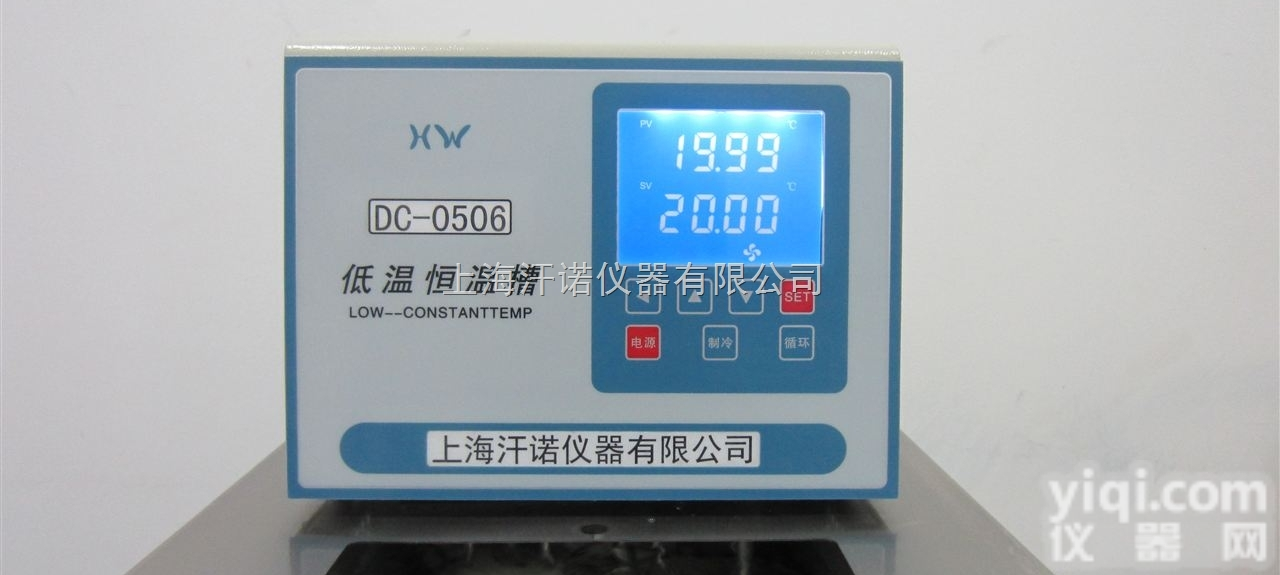 HW
DC-0506
低温恒温槽
LOW--CONSTANTTEMP
PV ℃
19.99
SV ℃
20.00
SET
电源 制冷 循环
上海汗诺仪器有限公司
上海汗诺仪器有限公司
yiqi.com
仪器网